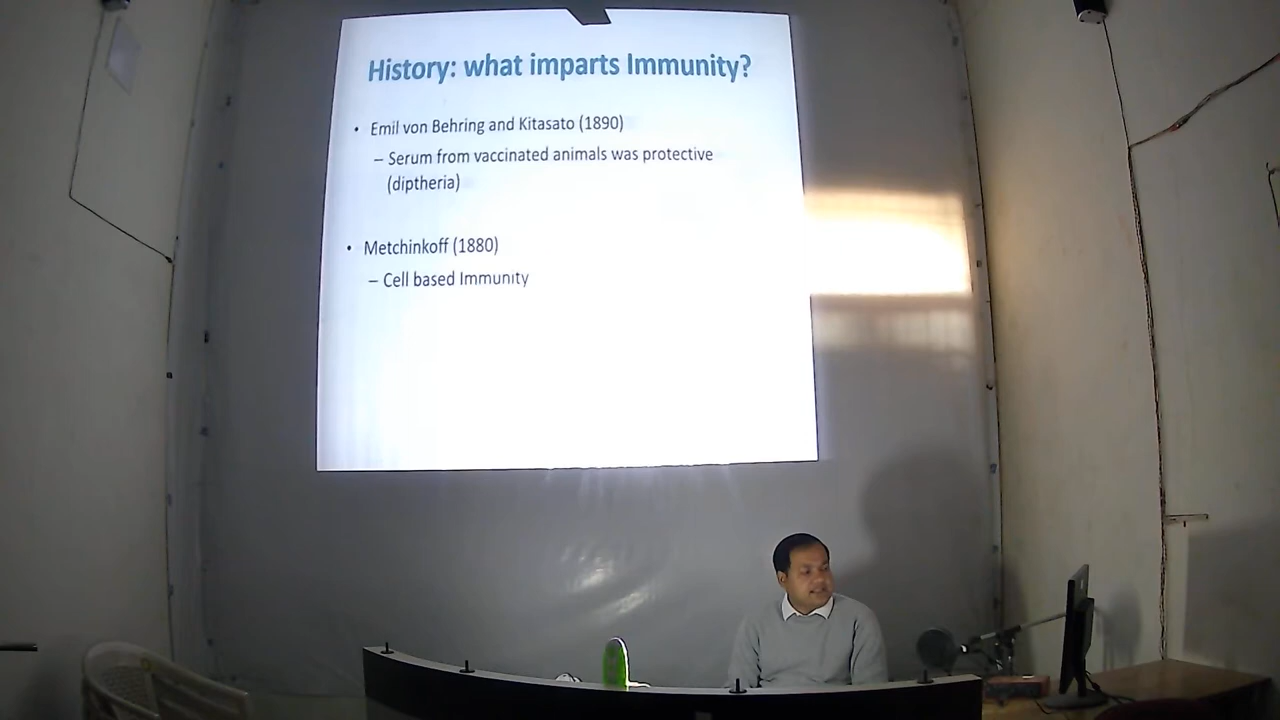 History: what imparts Immunity?
• Emil von Behring and Kitasato (1890)
– Serum from vaccinated animals was protective
(diptheria)
• Metchinkoff (1880)
– Cell based Immunity